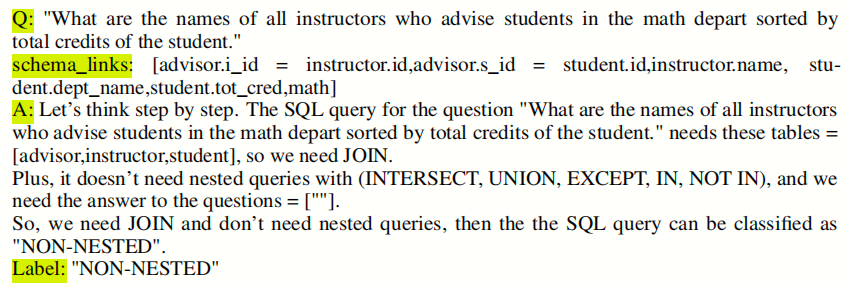 Q: "What are the names of all instructors who advise students in the math depart sorted by
total credits of the student."
schema_links: [advisor.i_id = instructor.id,advisor.s_id = student.id,instructor.name, stu-
dent.dept_name,student.tot_cred,math]
A: Let's think step by step. The SQL query for the question "What are the names of all instructors
who advise students in the math depart sorted by total credits of the student." needs these tables =
[advisor,instructor,student], so we need JOIN.
Plus, it doesn't need nested queries with (INTERSECT, UNION, EXCEPT, IN, NOT IN), and we
need the answer to the questions = [""].
So, we need JOIN and don't need nested queries, then the the SQL query can be classified as
"NON-NESTED".
Label: "NON-NESTED"